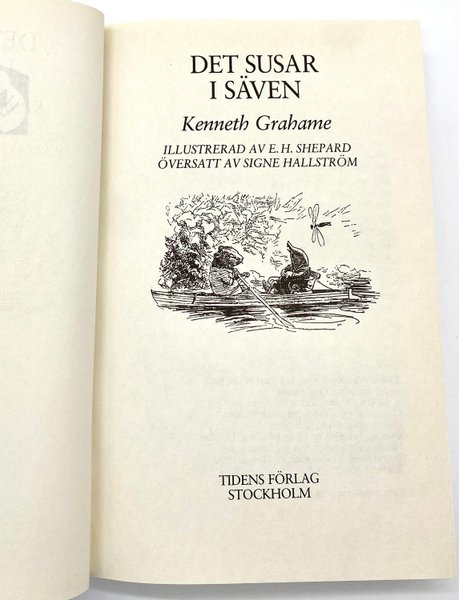 DET SUSAR
I SÄVEN
Kenneth Grahame
ILLUSTRERAD AV E. H. SHEPARD
ÖVERSATT AV SIGNE HALLSTRÖM
TIDENS FÖRLAG
STOCKHOLM